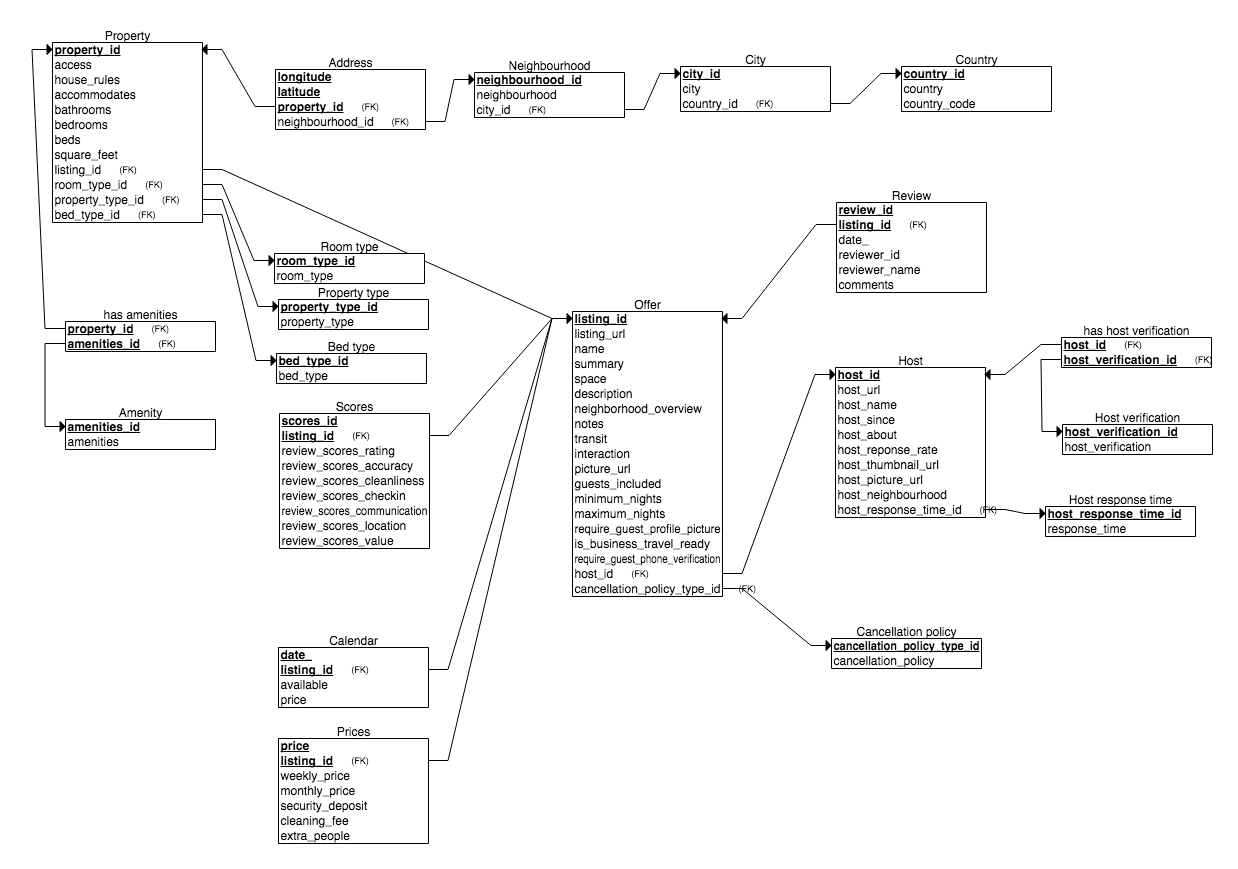 Property
property_id
access
house_rules
accommodates
bathrooms
bedrooms
beds
square_feet
listing_id (FK)
room_type_id (FK)
property_type_id (FK)
bed_type_id (FK)
Address
longitude
latitude
property_id (FK)
neighbourhood_id (FK)
Neighbourhood
neighbourhood_id
neighbourhood
city_id (FK)
City
city_id
city
country_id (FK)
Country
country_id
country
country_code
Room type
room_type_id
room_type
Property type
property_type_id
property_type
Bed type
bed_type_id
bed_type
has amenities
property_id (FK)
amenities_id (FK)
Amenity
amenities_id
amenities
Scores
scores_id
listing_id (FK)
review_scores_rating
review_scores_accuracy
review_scores_cleanliness
review_scores_checkin
review_scores_communication
review_scores_location
review_scores_value
Calendar
date_
listing_id (FK)
available
price
Prices
price
listing_id (FK)
weekly_price
monthly_price
security_deposit
cleaning_fee
extra_people
Offer
listing_id
listing_url
name
summary
space
description
neighborhood_overview
notes
transit
interaction
picture_url
guests_included
minimum_nights
maximum_nights
require_guest_profile_picture
is_business_travel_ready
require_guest_phone_verification
host_id (FK)
cancellation_policy_type_id (FK)
Review
review_id
listing_id (FK)
date_
reviewer_id
reviewer_name
comments
Host
host_id
host_url
host_name
host_since
host_about
host_reponse_rate
host_thumbnail_url
host_picture_url
host_neighbourhood
host_response_time_id (FK)
has host verification
host_id (FK)
host_verification_id (FK)
Host verification
host_verification_id
host_verification
Host response time
host_response_time_id
response_time
Cancellation policy
cancellation_policy_type_id
cancellation_policy